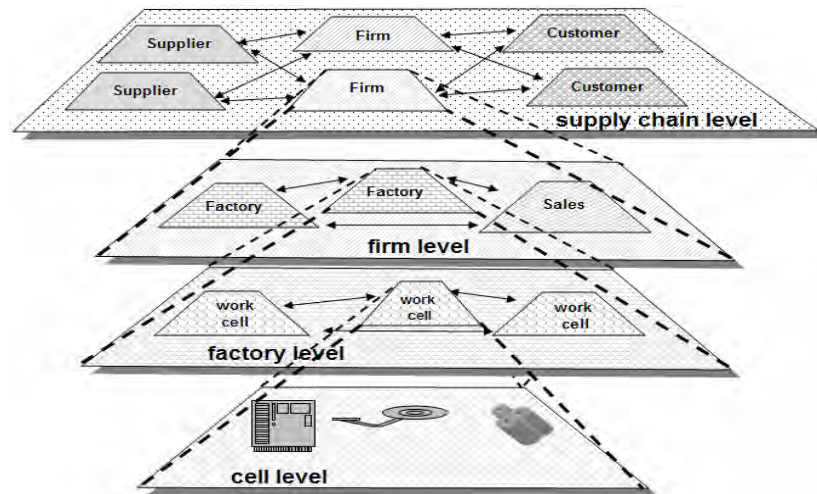 Supplier
Firm
Customer
Supplier
Firm
Customer
supply chain level
Factory
Factory
Sales
firm level
work
cell
work
cell
work
cell
factory level
cell level